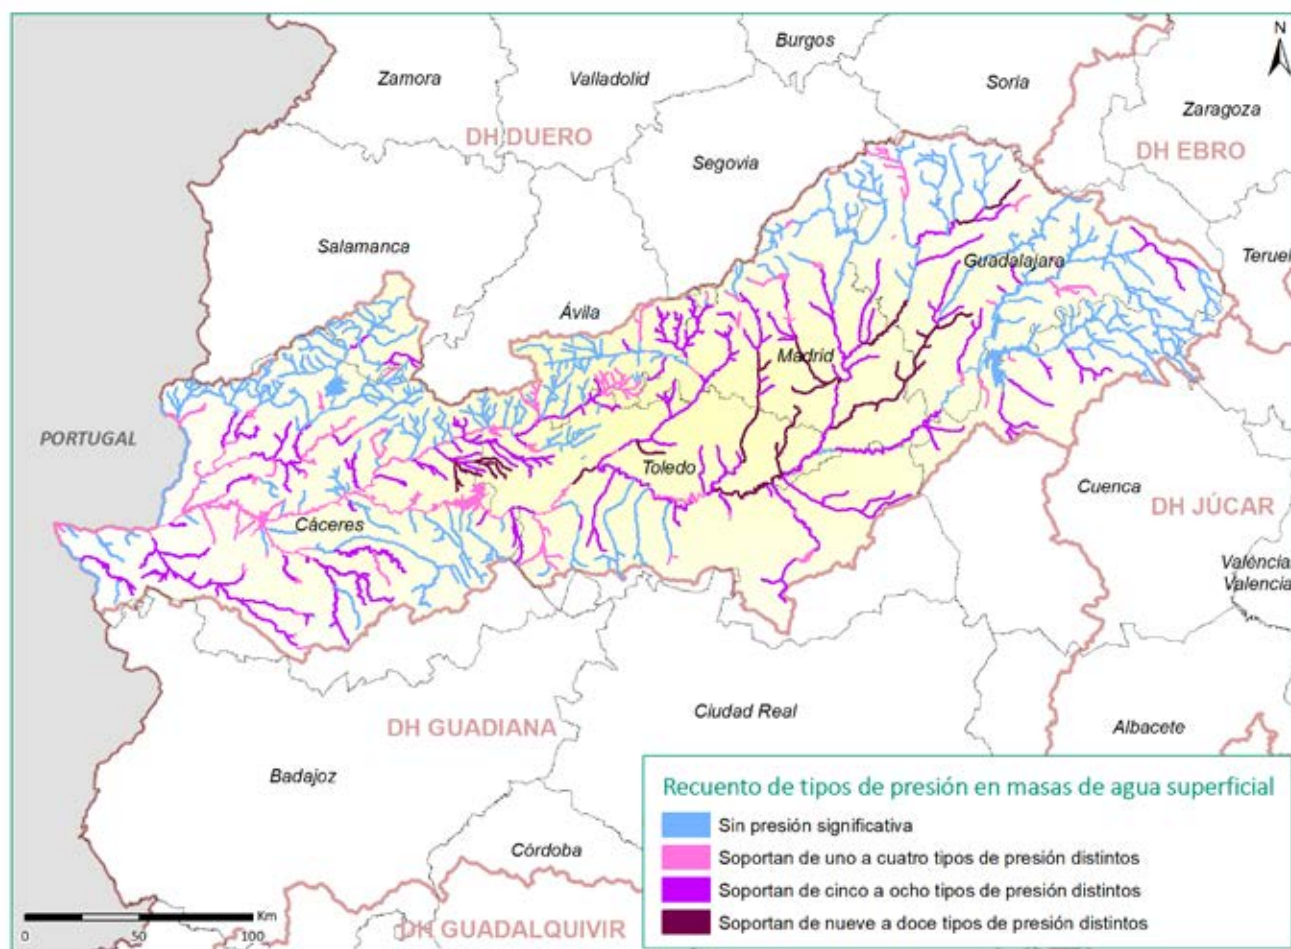 Burgos
N
Zamora
Valladolid
Soria
Zaragoza
DH DUERO
DH EBRO
Segovia
Salamanca
Teruel
Guadalajara
Ávila
Madrid
PORTUGAL
Toledo
Cuenca
DH JÚCAR
Cáceres
Valencia
Valencia
Ciudad Real
DH GUADIANA
Albacete
Badajoz
Córdoba
DH GUADALQUIVIR
Km
0 50 100
Recuento de tipos de presión en masas de agua superficial
Sin presión significativa
Soportan de uno a cuatro tipos de presión distintos
Soportan de cinco a ocho tipos de presión distintos
Soportan de nueve a doce tipos de presión distintos